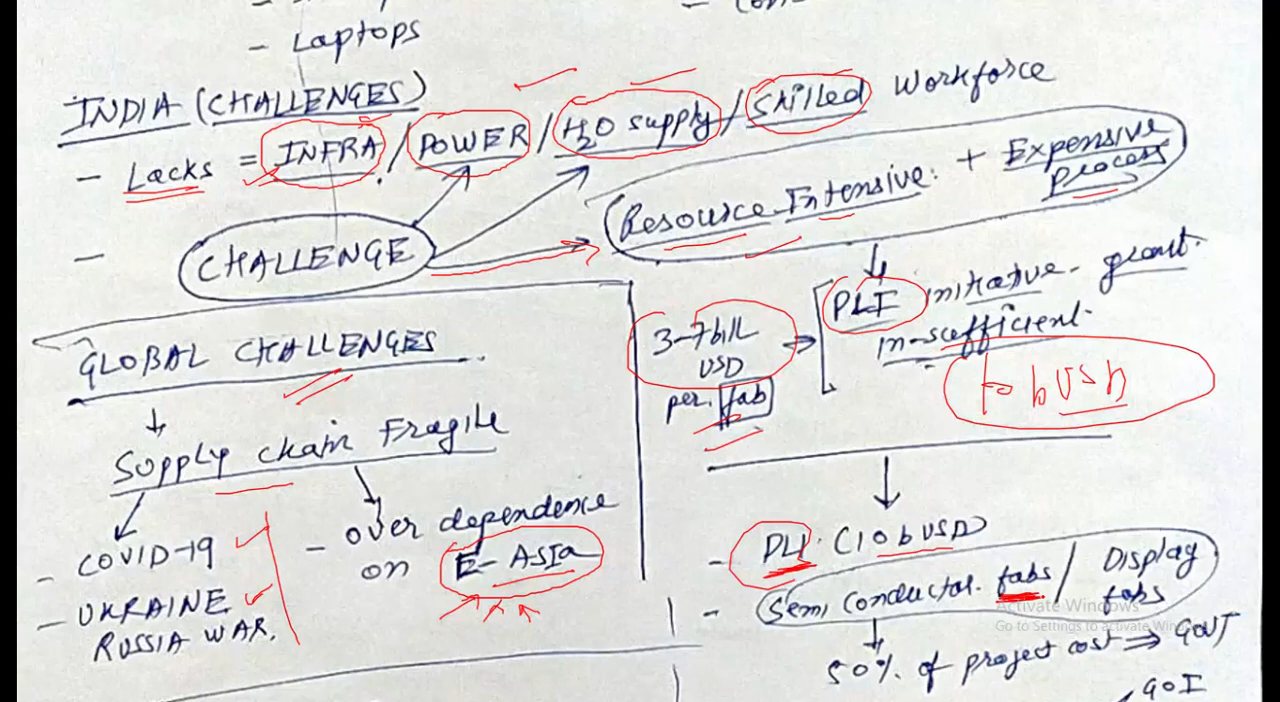 - Laptops
INDIA (CHALLENGES)
- Lacks = INFRA / POWER / H2O supply / Skilled Workforce
- CHALLENGE
Resource Intensive. + Expensive
Process
PLI initiative - grant.
in-sufficient.
3-7 bill
USD
per. fab
10 b USD
GLOBAL CHALLENGES
Supply chain Fragile
- COVID-19
- UKRAINE
RUSSIA WAR.
- over dependence
on E-ASIA
- PLI. (10 b USD)
- Semi Conductor. fabs / Display
fabs
50% of project cost ⇒ GOVT
GOI
Activate Windows
Go to Settings to activate Windows.